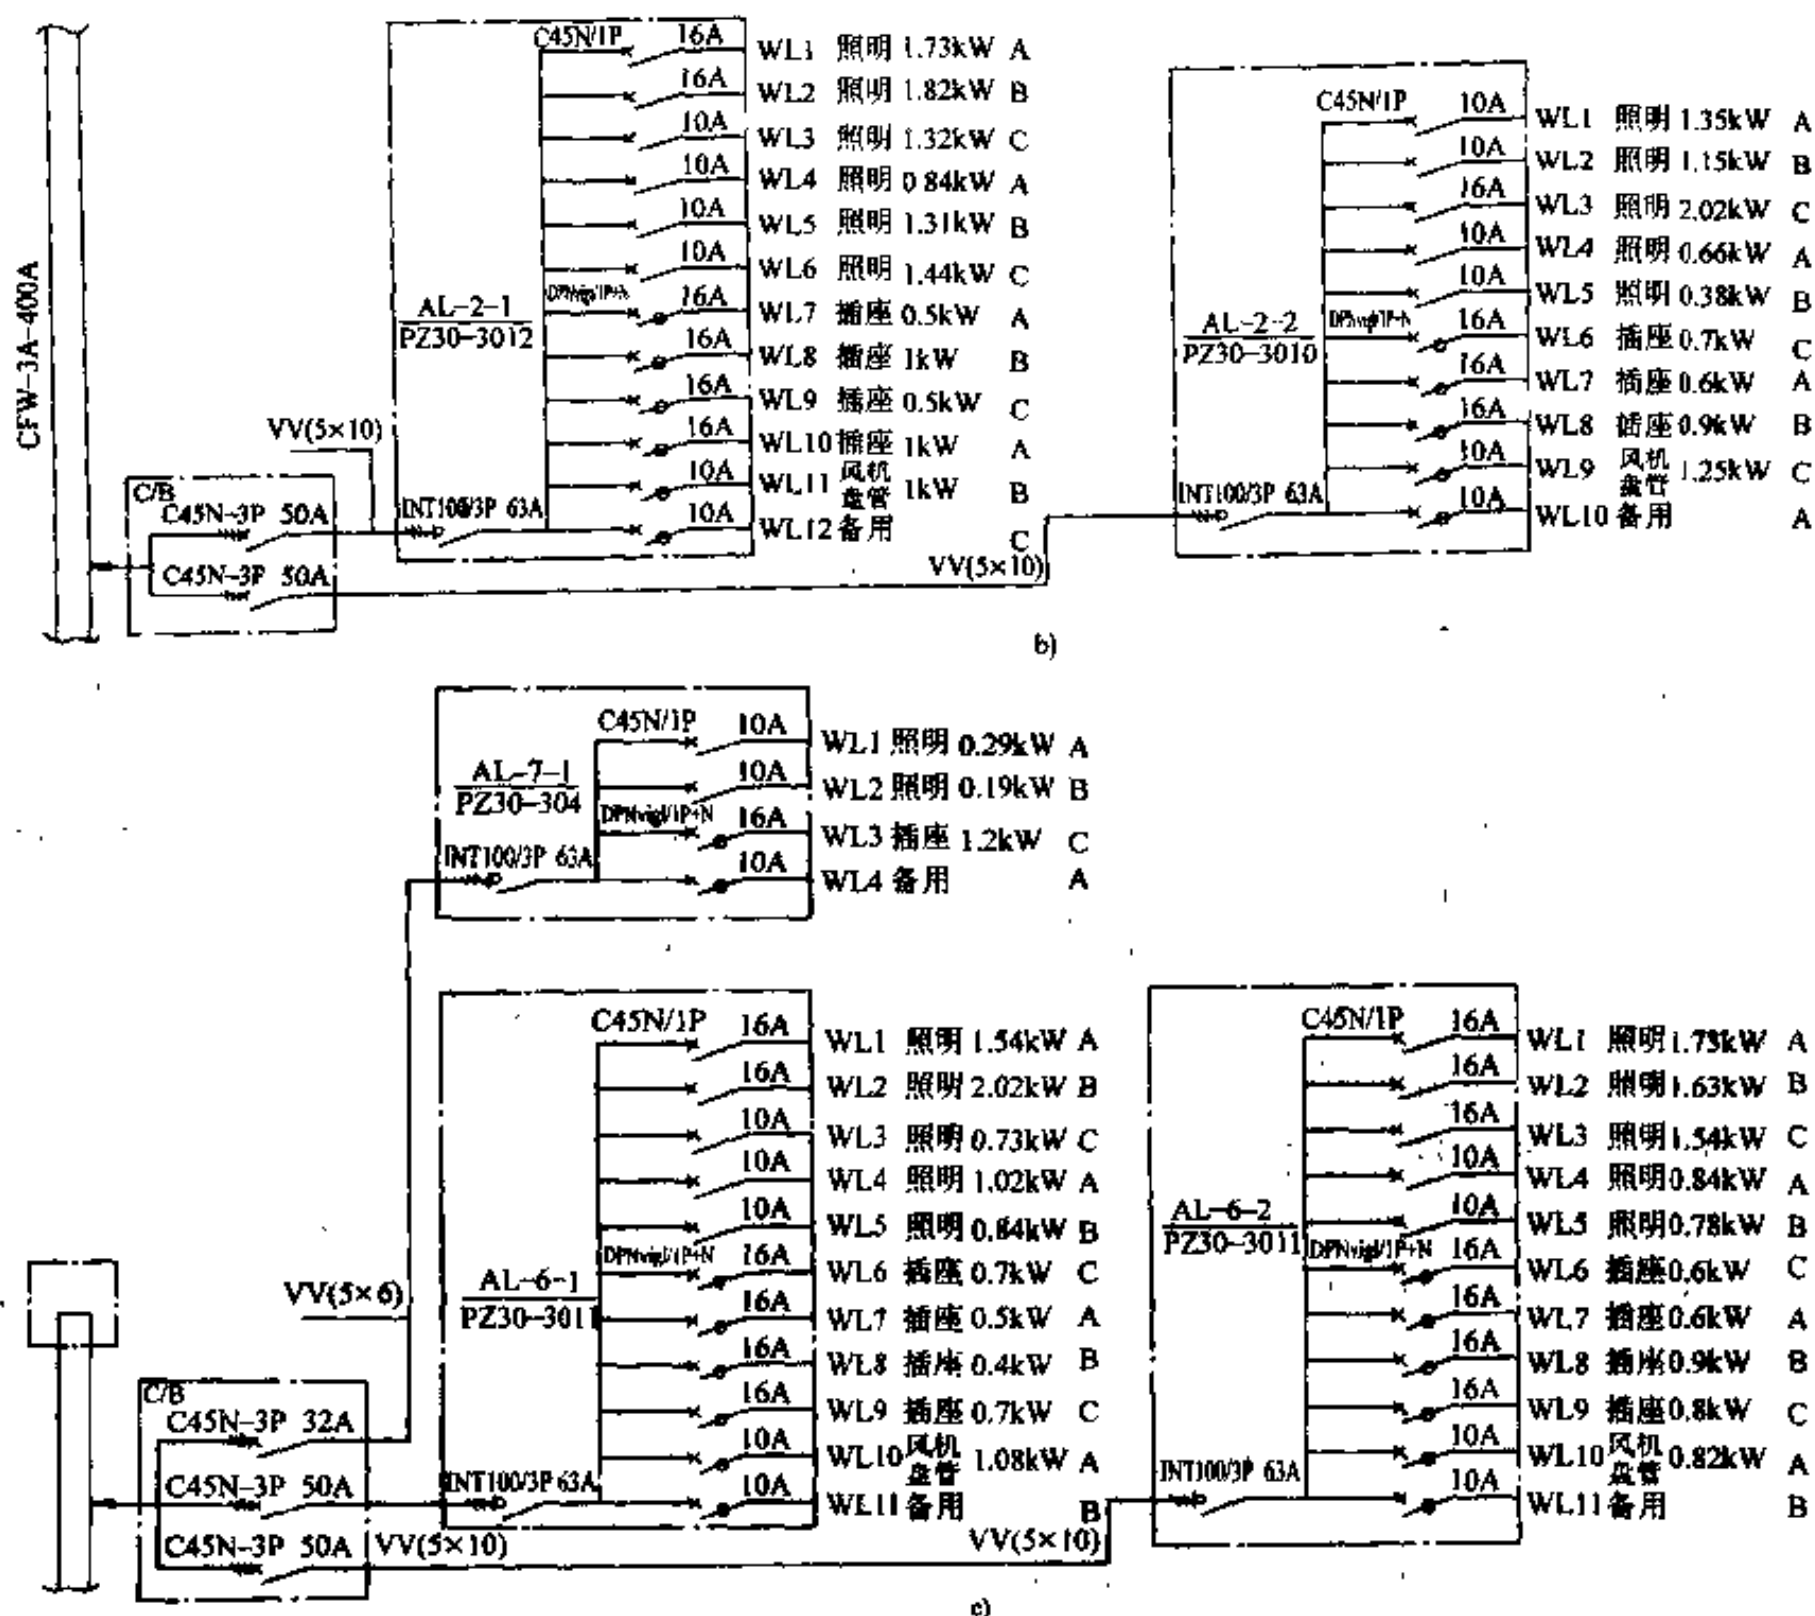 CFW-3A-400A
C/B
C45N-3P 50A
C45N-3P 50A
VV(5×10)
VV(5×10)
AL-2-1
PZ30-3012
INT100/3P 63A
C45N/1P
16A WL1 照明 1.73kW A
16A WL2 照明 1.82kW B
10A WL3 照明 1.32kW C
10A WL4 照明 0.84kW A
10A WL5 照明 1.31kW B
10A WL6 照明 1.44kW C
16A WL7 插座 0.5kW A
16A WL8 插座 1kW B
16A WL9 插座 0.5kW C
16A WL10 插座 1kW A
10A WL11 风机盘管 1kW B
10A WL12 备用 C
AL-2-2
PZ30-3010
INT100/3P 63A
C45N/1P
10A WL1 照明 1.35kW A
10A WL2 照明 1.15kW B
16A WL3 照明 2.02kW C
10A WL4 照明 0.66kW A
10A WL5 照明 0.38kW B
DPNvigi/1P+N
16A WL6 插座 0.7kW C
16A WL7 插座 0.6kW A
16A WL8 插座 0.9kW B
10A WL9 风机盘管 1.25kW C
10A WL10 备用 A
b)
AL-7-1
PZ30-304
INT100/3P 63A
C45N/1P
10A WL1 照明 0.29kW A
10A WL2 照明 0.19kW B
DPNvigi/1P+N
16A WL3 插座 1.2kW C
10A WL4 备用 A
VV(5×6)
C/B
C45N-3P 32A
C45N-3P 50A
C45N-3P 50A
VV(5×10)
VV(5×10)
AL-6-1
PZ30-3011
INT100/3P 63A
C45N/1P
16A WL1 照明 1.54kW A
16A WL2 照明 2.02kW B
10A WL3 照明 0.73kW C
10A WL4 照明 1.02kW A
10A WL5 照明 0.84kW B
DPNvigi/1P+N
16A WL6 插座 0.7kW C
16A WL7 插座 0.5kW A
16A WL8 插座 0.4kW B
16A WL9 插座 0.7kW C
10A WL10 风机盘管 1.08kW A
10A WL11 备用 B
AL-6-2
PZ30-3011
INT100/3P 63A
C45N/1P
16A WL1 照明 1.73kW A
16A WL2 照明 1.63kW B
16A WL3 照明 1.54kW C
10A WL4 照明 0.84kW A
10A WL5 照明 0.78kW B
DPNvigi/1P+N
16A WL6 插座 0.6kW C
16A WL7 插座 0.6kW A
16A WL8 插座 0.9kW B
16A WL9 插座 0.8kW C
10A WL10 风机盘管 0.82kW A
10A WL11 备用 B
c)